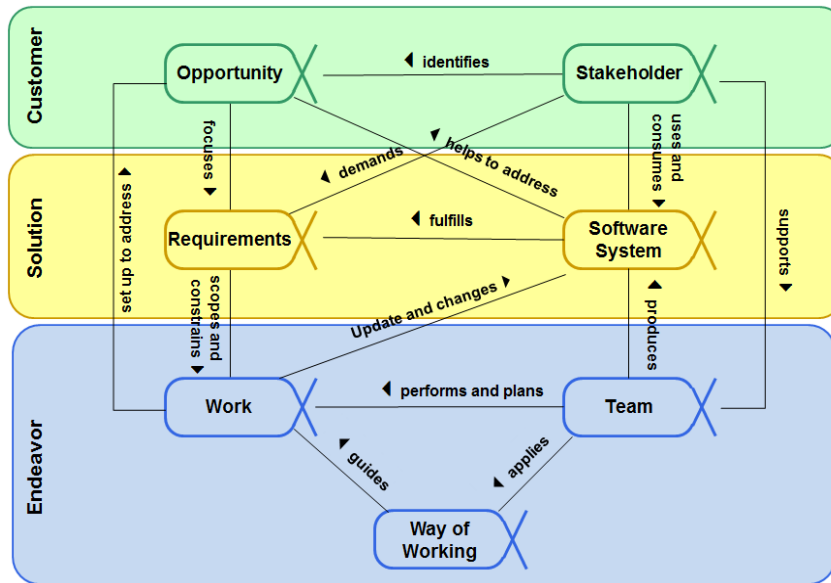 Customer
Opportunity
identifies
Stakeholder
focuses
demands
helps to address
uses and
consumes
Solution
set up to address
Requirements
fulfills
Software
System
supports
scopes and
constrains
Update and changes
produces
Endeavor
Work
performs and plans
Team
guides
applies
Way of
Working